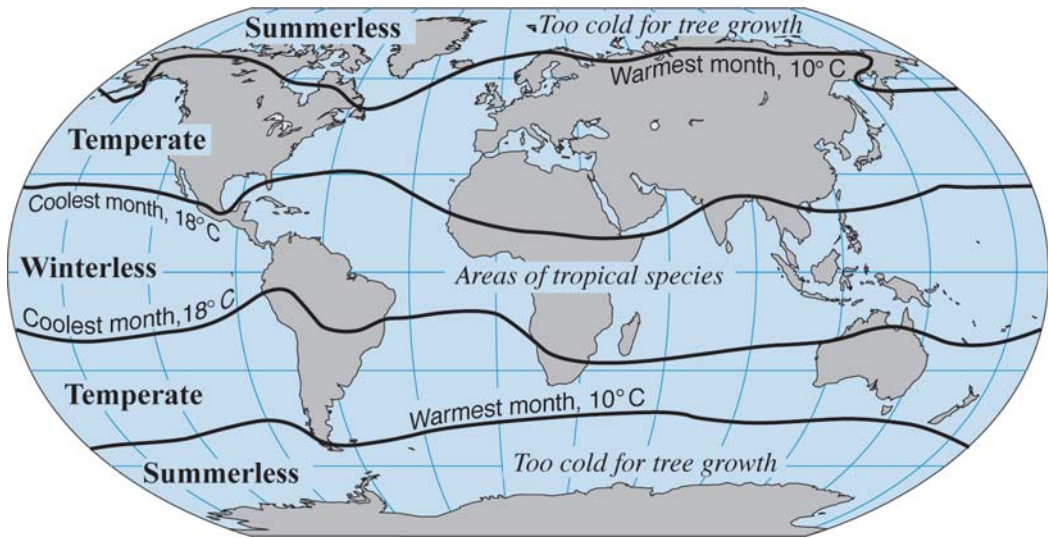 Summerless
Too cold for tree growth
Warmest month, 10° C
Temperate
Coolest month, 18° C
Winterless
Areas of tropical species
Coolest month, 18° C
Temperate
Warmest month, 10° C
Summerless
Too cold for tree growth